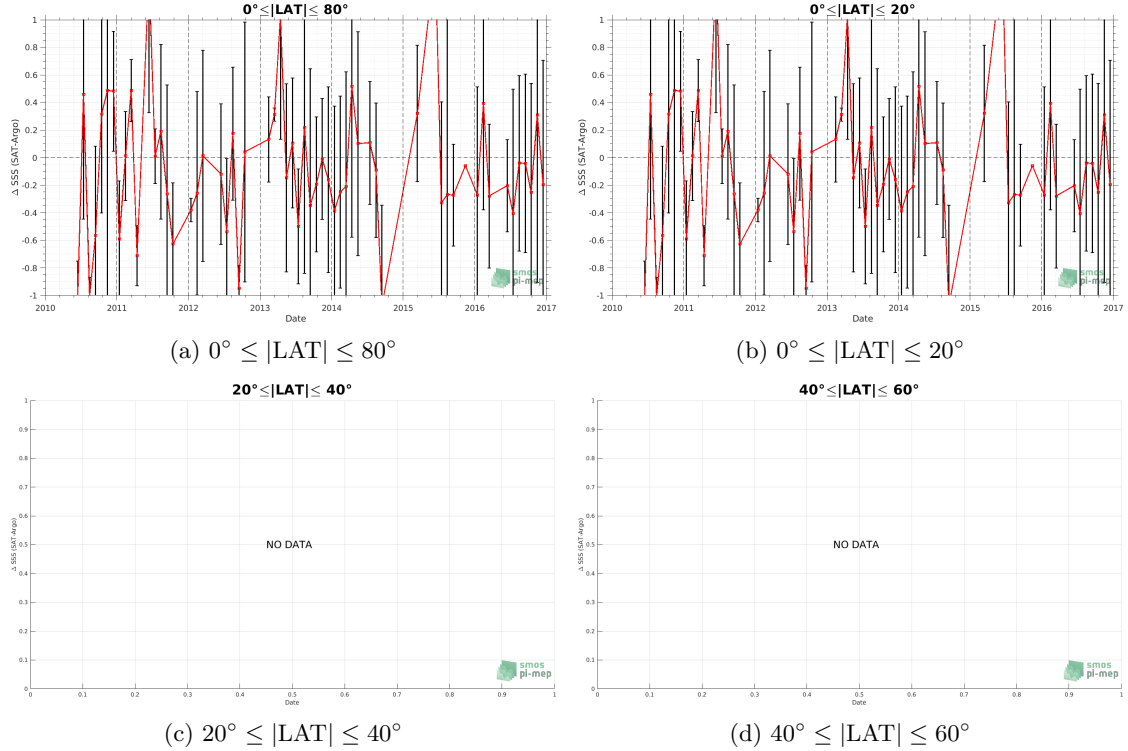 0°≤|LAT|≤ 80°
1
0.8
0.6
0.4
0.2
0
-0.2
-0.4
-0.6
-0.8
-1
Δ SSS (SAT-Argo)
2010 2011 2012 2013 2014 2015 2016 2017
Date
smos
pi-mep
(a) 0° ≤ |LAT| ≤ 80°
0°≤|LAT|≤ 20°
1
0.8
0.6
0.4
0.2
0
-0.2
-0.4
-0.6
-0.8
-1
Δ SSS (SAT-Argo)
2010 2011 2012 2013 2014 2015 2016 2017
Date
smos
pi-mep
(b) 0° ≤ |LAT| ≤ 20°
20°≤|LAT|≤ 40°
1
0.9
0.8
0.7
0.6
0.5
0.4
0.3
0.2
0.1
0
Δ SSS (SAT-Argo)
NO DATA
0 0.1 0.2 0.3 0.4 0.5 0.6 0.7 0.8 0.9 1
Date
smos
pi-mep
(c) 20° ≤ |LAT| ≤ 40°
40°≤|LAT|≤ 60°
1
0.9
0.8
0.7
0.6
0.5
0.4
0.3
0.2
0.1
0
Δ SSS (SAT-Argo)
NO DATA
0 0.1 0.2 0.3 0.4 0.5 0.6 0.7 0.8 0.9 1
Date
smos
pi-mep
(d) 40° ≤ |LAT| ≤ 60°